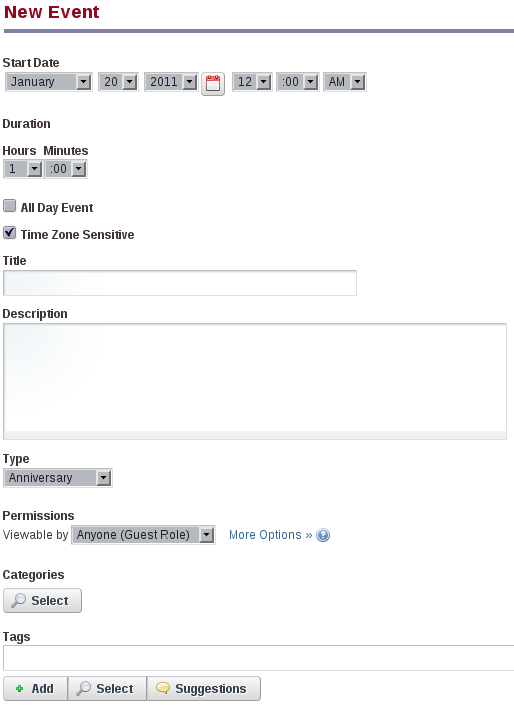 New Event
Start Date
January 20 2011 12 :00 AM
Duration
Hours Minutes
1 :00
All Day Event
Time Zone Sensitive
Title
Description
Type
Anniversary
Permissions
Viewable by Anyone (Guest Role) More Options » ?
Categories
Select
Tags
Add Select Suggestions